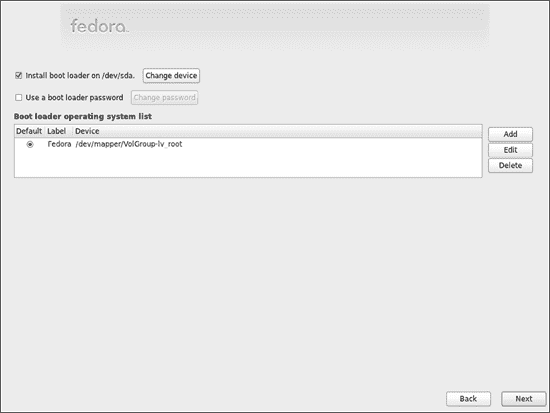 fedora.
Install boot loader on /dev/sda. Change device
Use a boot loader password Change password
Boot loader operating system list
Default Label Device
Fedora /dev/mapper/VolGroup-lv_root
Add
Edit
Delete
Back Next